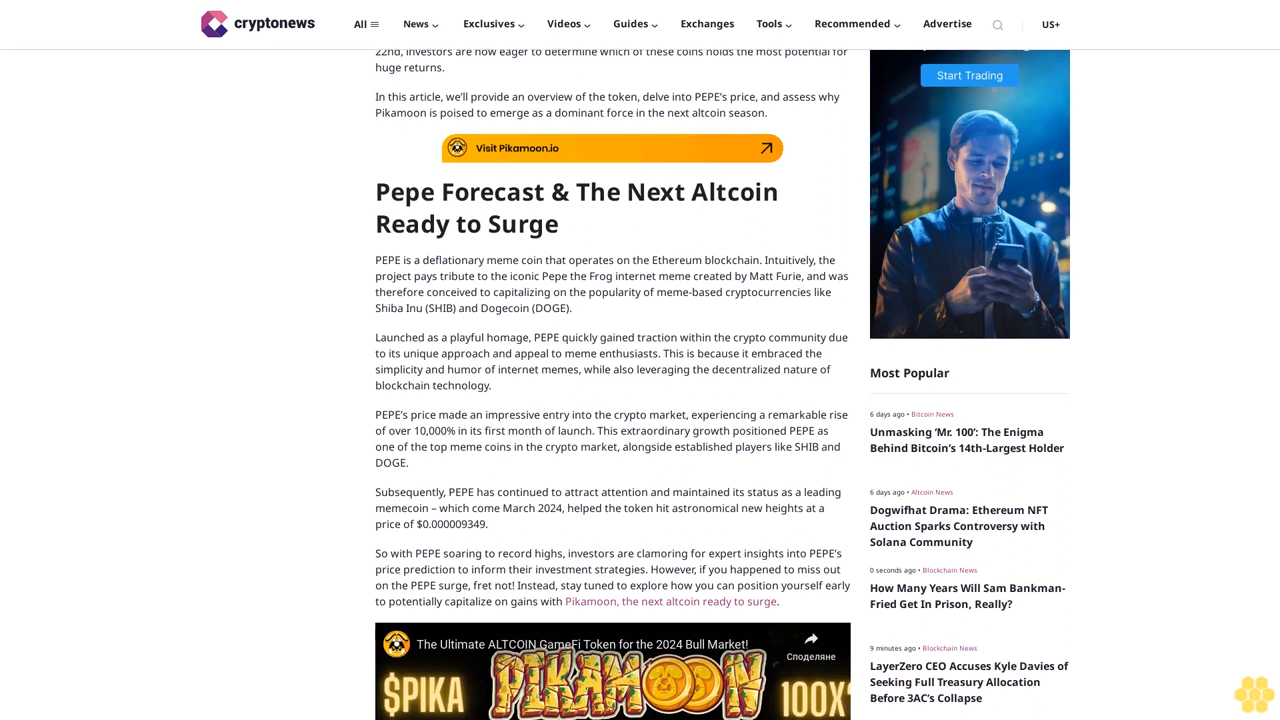 cryptonews
All
News
Exclusives
Videos
Guides
Exchanges
Tools
Recommended
Advertise
US+
22nd, investors are now eager to determine which of these coins holds the most potential for
huge returns.
In this article, we’ll provide an overview of the token, delve into PEPE’s price, and assess why
Pikamoon is poised to emerge as a dominant force in the next altcoin season.
Visit Pikamoon.io
Pepe Forecast & The Next Altcoin
Ready to Surge
PEPE is a deflationary meme coin that operates on the Ethereum blockchain. Intuitively, the
project pays tribute to the iconic Pepe the Frog internet meme created by Matt Furie, and was
therefore conceived to capitalizing on the popularity of meme-based cryptocurrencies like
Shiba Inu (SHIB) and Dogecoin (DOGE).
Launched as a playful homage, PEPE quickly gained traction within the crypto community due
to its unique approach and appeal to meme enthusiasts. This is because it embraced the
simplicity and humor of internet memes, while also leveraging the decentralized nature of
blockchain technology.
PEPE’s price made an impressive entry into the crypto market, experiencing a remarkable rise
of over 10,000% in its first month of launch. This extraordinary growth positioned PEPE as
one of the top meme coins in the crypto market, alongside established players like SHIB and
DOGE.
Subsequently, PEPE has continued to attract attention and maintained its status as a leading
memecoin – which come March 2024, helped the token hit astronomical new heights at a
price of $0.000009349.
So with PEPE soaring to record highs, investors are clamoring for expert insights into PEPE’s
price prediction to inform their investment strategies. However, if you happened to miss out
on the PEPE surge, fret not! Instead, stay tuned to explore how you can position yourself early
to potentially capitalize on gains with Pikamoon, the next altcoin ready to surge.
The Ultimate ALTCOIN GameFi Token for the 2024 Bull Market!
Споделяне
$PIKA
PIKAMOON
100X?
Start Trading
Most Popular
6 days ago • Bitcoin News
Unmasking ‘Mr. 100’: The Enigma
Behind Bitcoin’s 14th-Largest Holder
6 days ago • Altcoin News
Dogwifhat Drama: Ethereum NFT
Auction Sparks Controversy with
Solana Community
0 seconds ago • Blockchain News
How Many Years Will Sam Bankman-
Fried Get In Prison, Really?
9 minutes ago • Blockchain News
LayerZero CEO Accuses Kyle Davies of
Seeking Full Treasury Allocation
Before 3AC’s Collapse